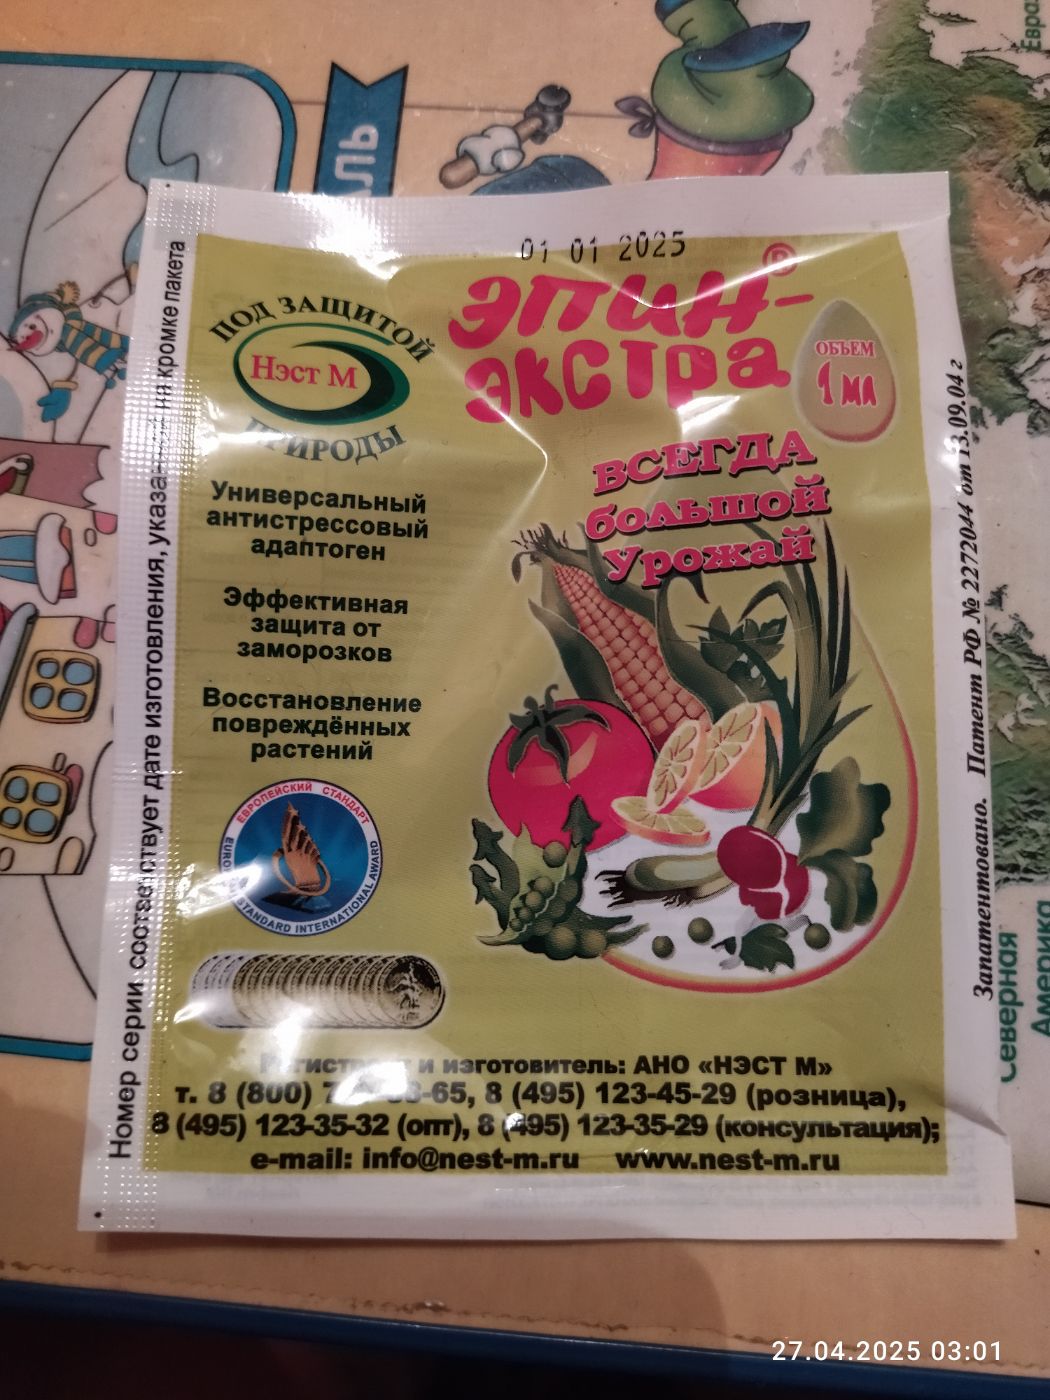 ЛЬ
01 01 2025
ЭПИН-®
ЭКСТРА
ОБЪЕМ
1 МЛ
ПОД ЗАЩИТОЙ
Нэст М
ПРИРОДЫ
ВСЕГДА
большой
Урожай
Универсальный
антистрессовый
адаптоген
Эффективная
защита от
заморозков
Восстановление
повреждённых
растений
ЕВРОПЕЙСКИЙ СТАНДАРТ
STANDARD INTERNATIONAL AWARD
и изготовитель: АНО «НЭСТ М»
т. 8 (800) -65, 8 (495) 123-45-29 (розница),
8 (495) 123-35-32 (опт), 8 (495) 123-35-29 (консультация);
e-mail: info@nest-m.ru www.nest-m.ru
Номер серии соответствует дате изготовления, указанной на кромке пакета
Запатентовано. Патент РФ № 2272044 от 13.09.04 г
Северная
Америка
27.04.2025 03:01